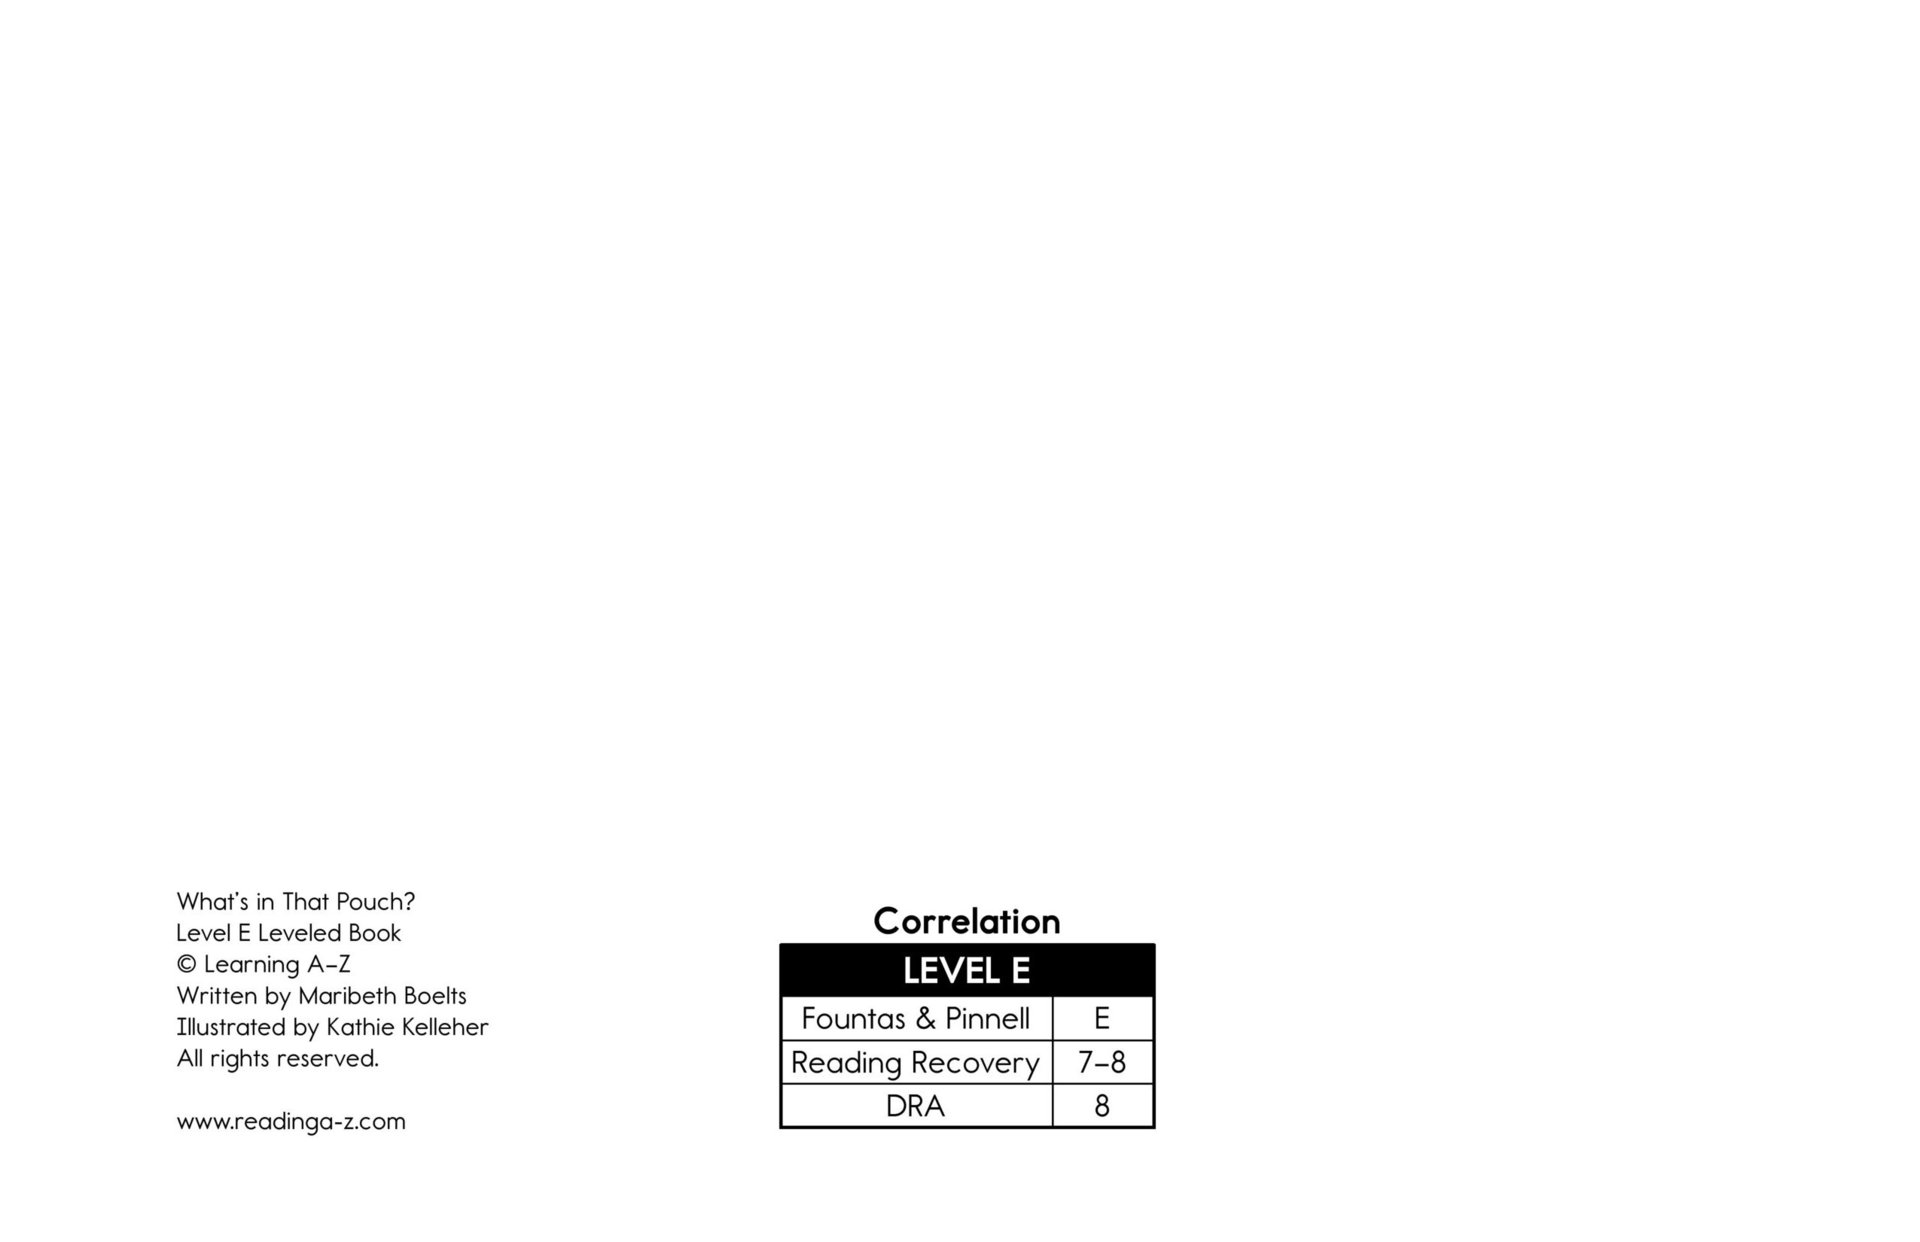 What's in That Pouch?
Level E Leveled Book
© Learning A–Z
Written by Maribeth Boelts
Illustrated by Kathie Kelleher
All rights reserved.
www.readinga-z.com
Correlation
LEVEL E
Fountas & Pinnell E
Reading Recovery 7–8
DRA 8